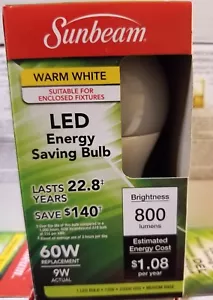 Sunbeam
WARM WHITE
SUITABLE FOR
ENCLOSED FIXTURES
LED
Energy
Saving Bulb
LASTS 22.8‡
YEARS
SAVE $140†
Brightness
800
lumens
Estimated
Energy Cost
$1.08
per year
60W
REPLACEMENT
9W
ACTUAL